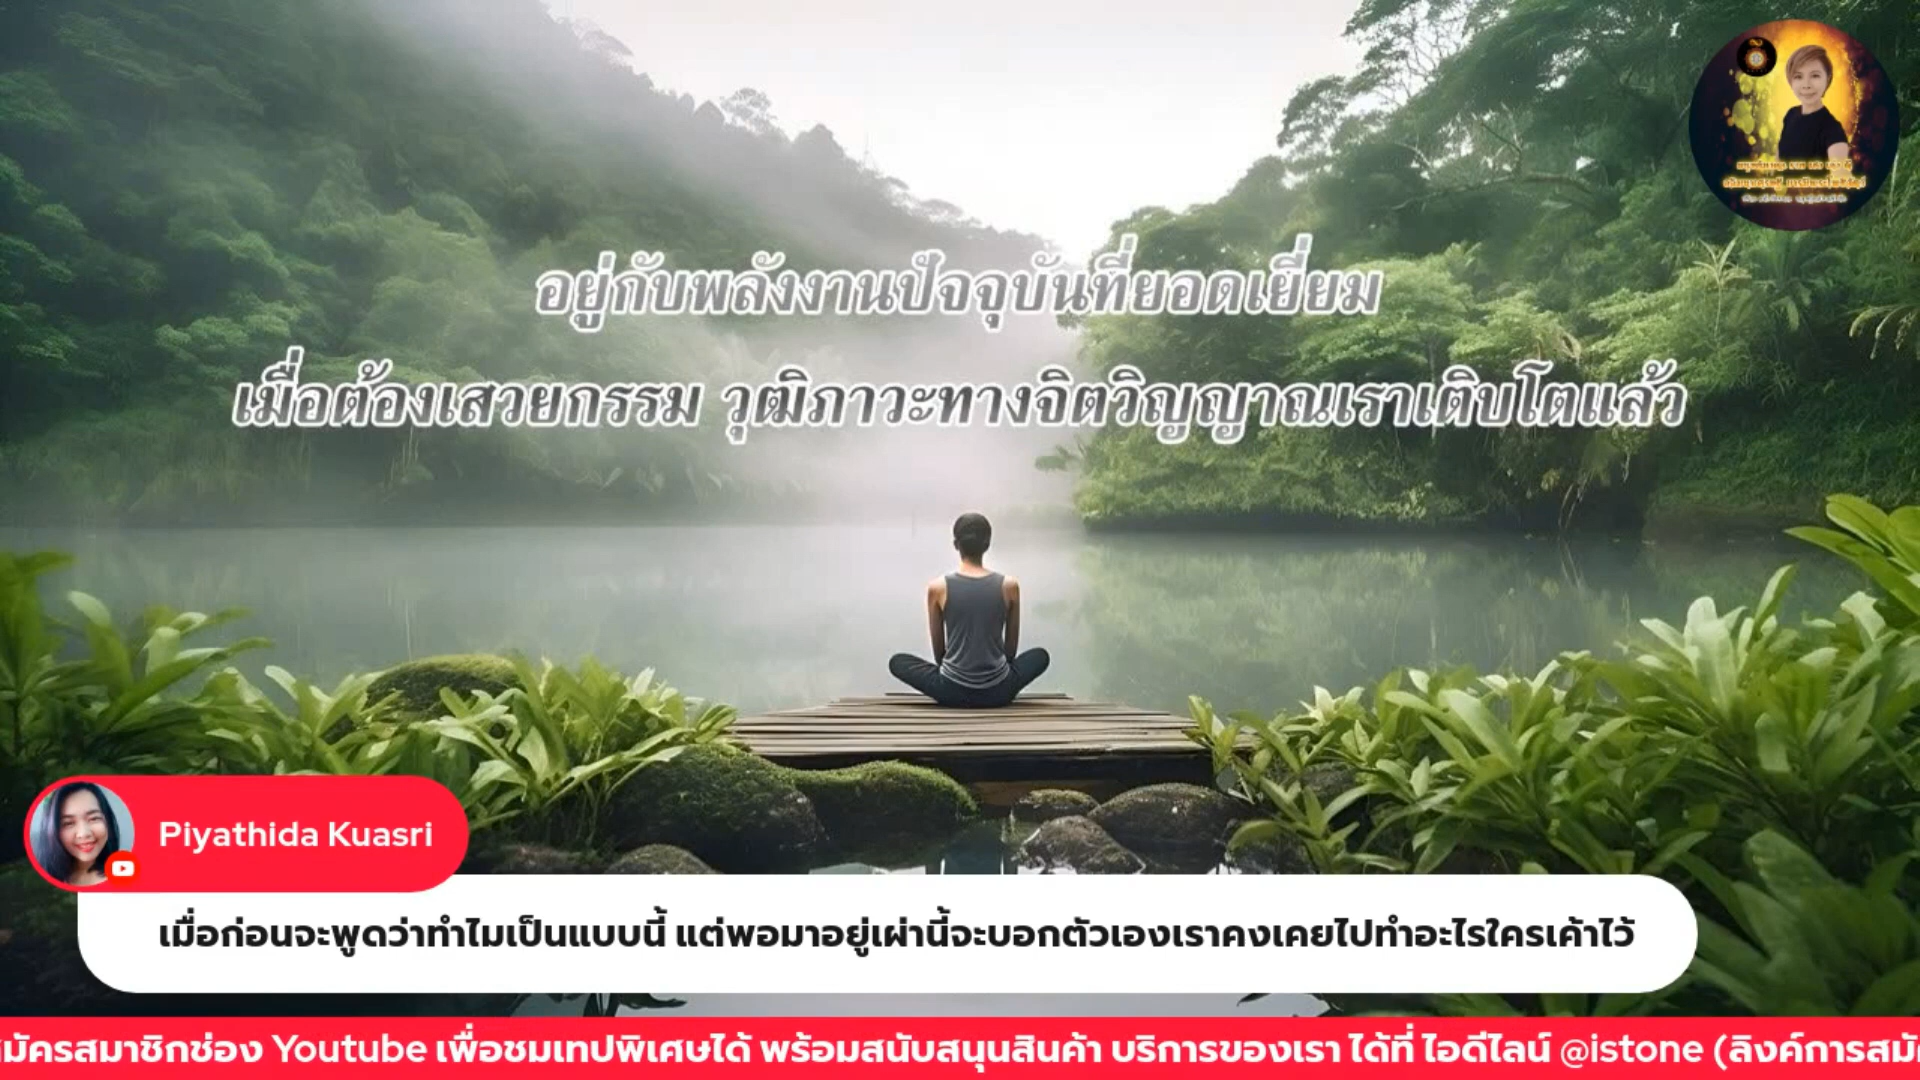 อยู่กับพลังงานปัจจุบันที่ยอดเยี่ยม
เมื่อต้องเสวยกรรม วุฒิภาวะทางจิตวิญญาณเราเติบโตแล้ว
Piyathida Kuasri
เมื่อก่อนจะพูดว่าทำไมเป็นแบบนี้ แต่พอมาอยู่เผ่านี้จะบอกตัวเองเราคงเคยไปทำอะไรใครเค้าไว้
สมัครสมาชิกช่อง Youtube เพื่อชมเทปพิเศษได้ พร้อมสนับสนุนสินค้า บริการของเรา ได้ที่ ไอดีไลน์ @istone (ลิงค์การสมั